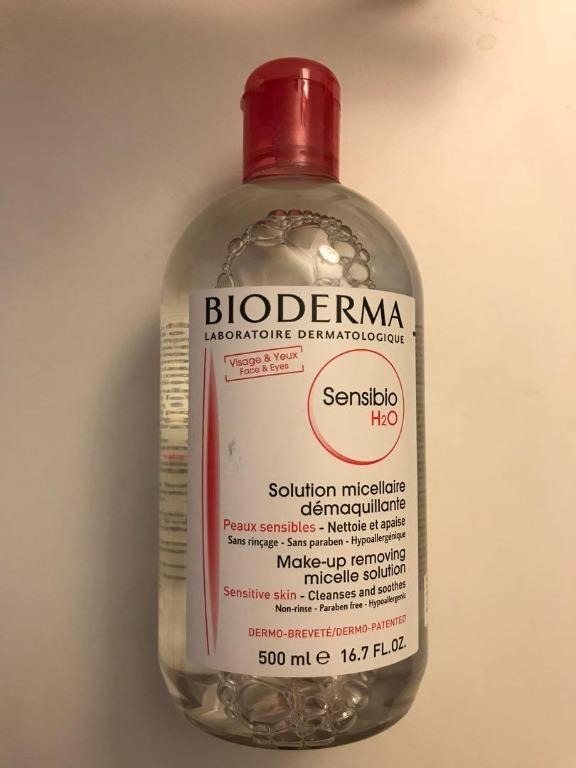 BIODERMA
LABORATOIRE DERMATOLOGIQUE
Visage & Yeux
Face & Eyes
Sensibio
H2O
Solution micellaire
démaquillante
Peaux sensibles - Nettoie et apaise
Sans rinçage - Sans paraben - Hypoallergénique
Make-up removing
micelle solution
Sensitive skin - Cleanses and soothes
Non-rinse - Paraben free - Hypoallergenic
DERMO-BREVETÉ/DERMO-PATENTED
500 ml e 16.7 FL.OZ.